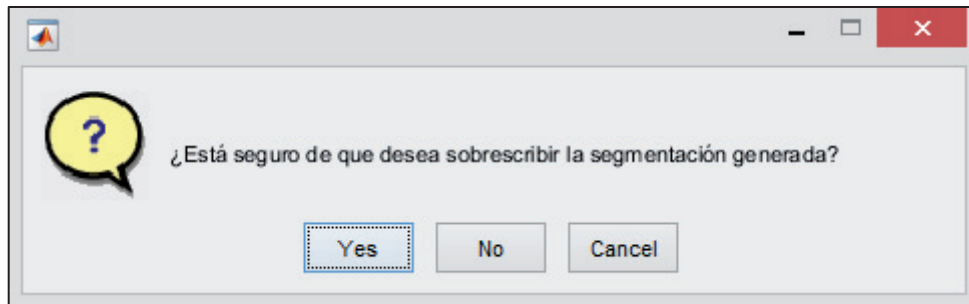 ¿Está seguro de que desea sobrescribir la segmentación generada?
Yes No Cancel